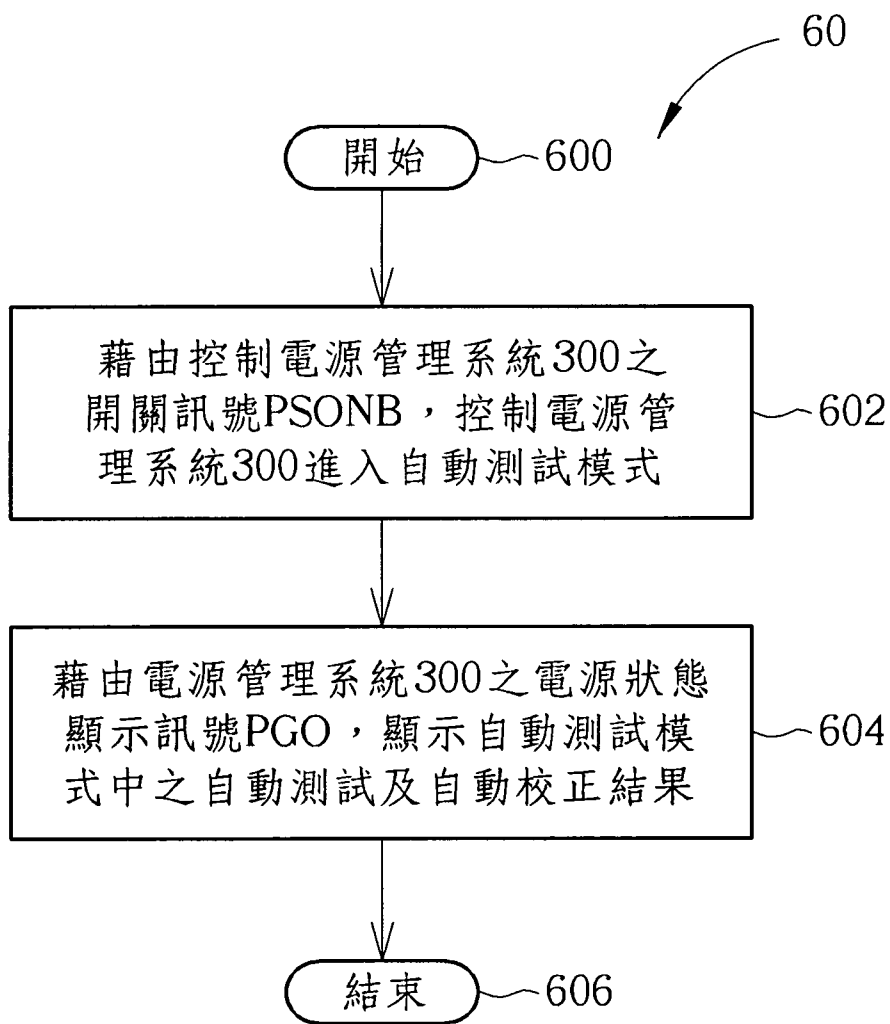 60
開始
600
藉由控制電源管理系統300之
開關訊號PSONB，控制電源管
理系統300進入自動測試模式
602
藉由電源管理系統300之電源狀態
顯示訊號PGO，顯示自動測試模
式中之自動測試及自動校正結果
604
結束
606